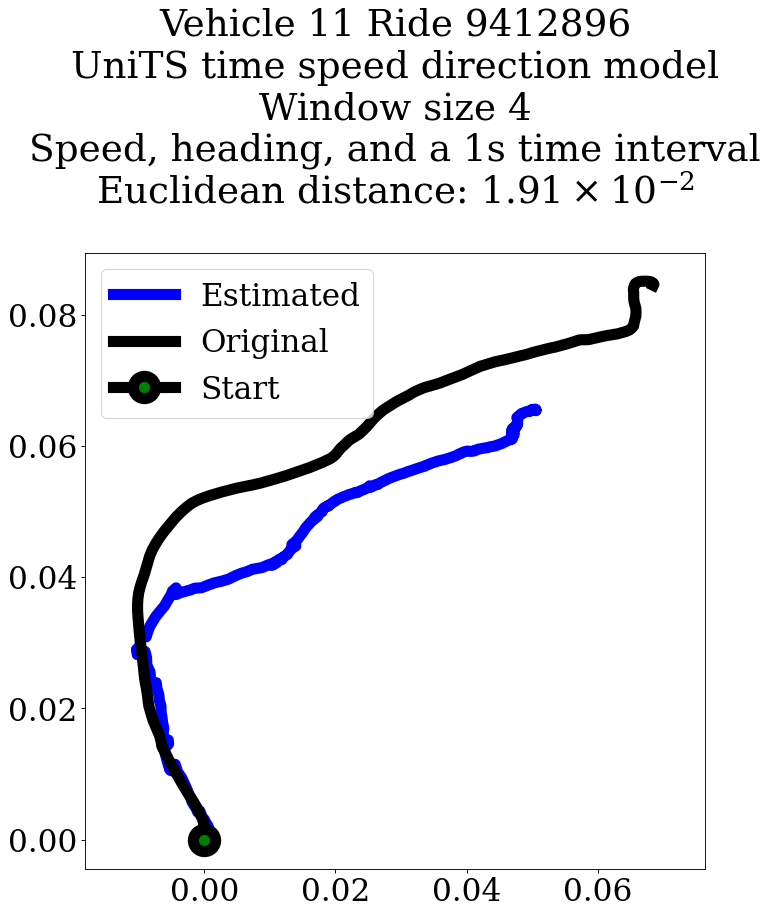 Vehicle 11 Ride 9412896
UniTS time speed direction model
Window size 4
Speed, heading, and a 1s time interval
Euclidean distance: 1.91 × 10⁻²
Estimated
Original
Start
0.08
0.06
0.04
0.02
0.00
0.00 0.02 0.04 0.06